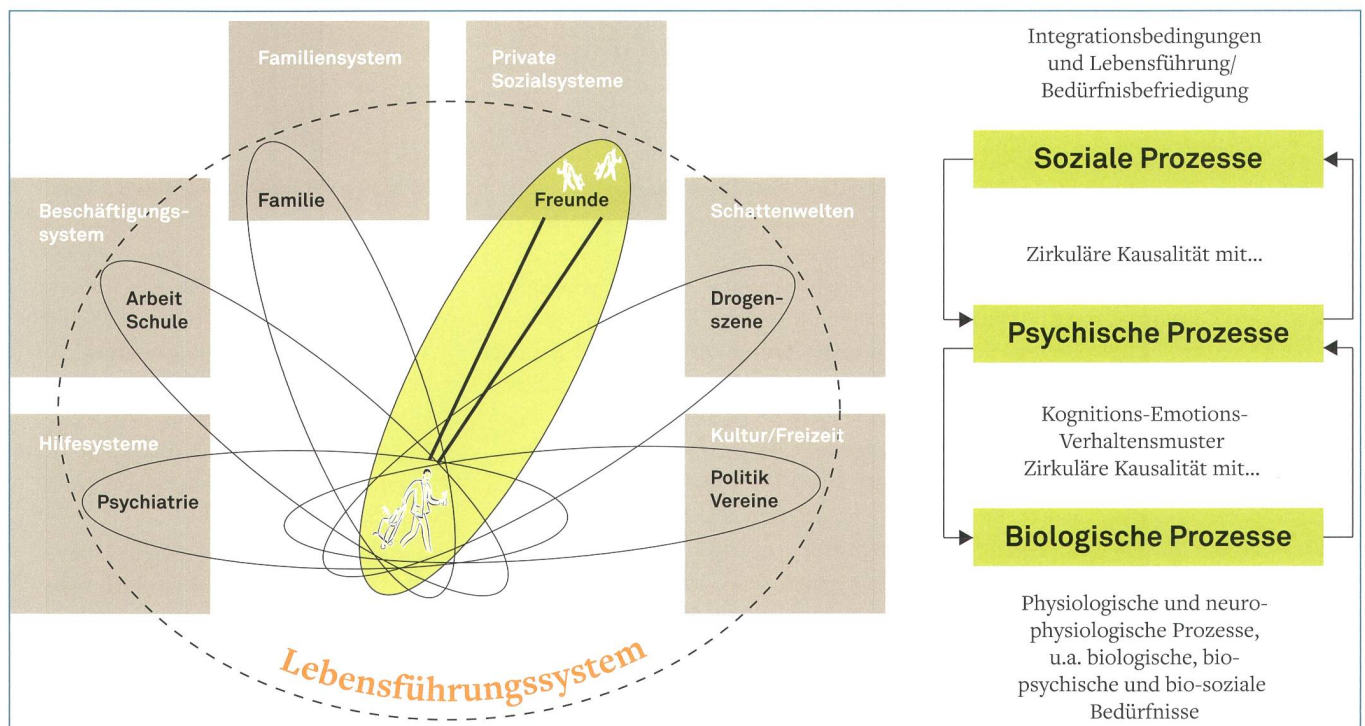 Familiensystem
Familie
Private
Sozialsysteme
Freunde
Beschäftigungs-
system
Arbeit
Schule
Schattenwelten
Drogen-
szene
Hilfesysteme
Psychiatrie
Kultur/Freizeit
Politik
Vereine
Lebensführungssystem
Integrationsbedingungen
und Lebensführung/
Bedürfnisbefriedigung
Soziale Prozesse
Zirkuläre Kausalität mit...
Psychische Prozesse
Kognitions-Emotions-
Verhaltensmuster
Zirkuläre Kausalität mit...
Biologische Prozesse
Physiologische und neuro-
physiologische Prozesse,
u.a. biologische, bio-
psychische und bio-soziale
Bedürfnisse